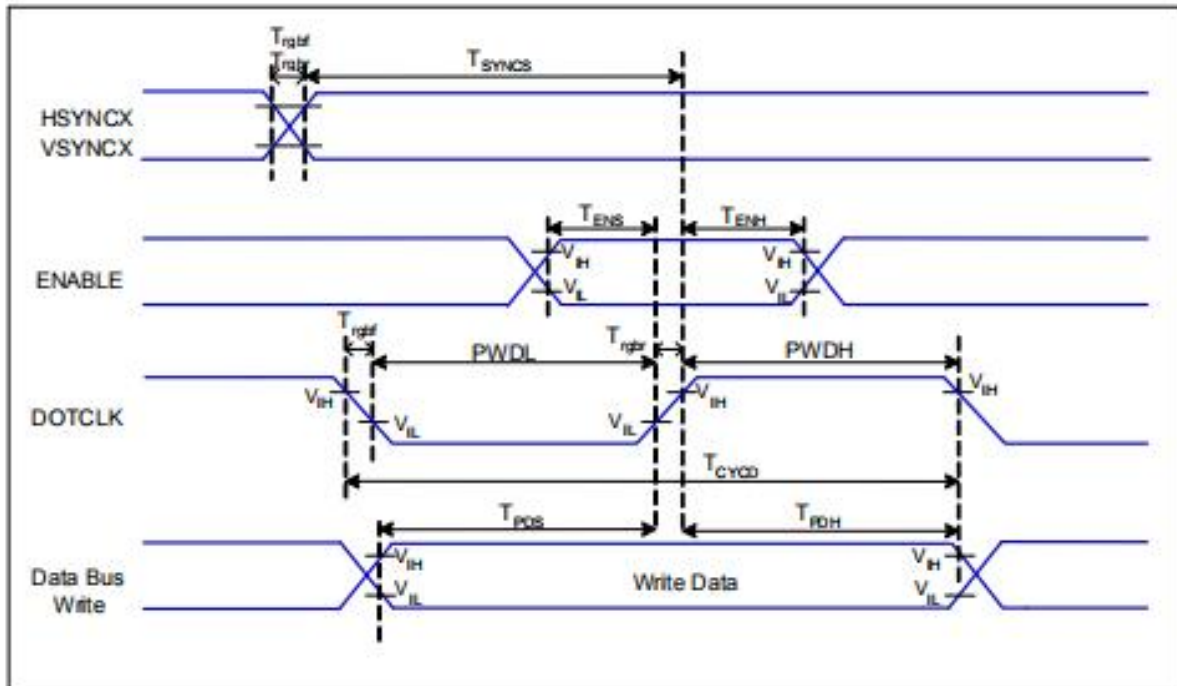 Trgbf
Trgbr
TSYNCS
HSYNCX
VSYNCX
TENS
TENH
VIH
VIH
ENABLE
VIL
VIL
Trgbf
PWDL
Trgbr
PWDH
VIH
VIH
VIH
DOTCLK
VIL
VIL
TCYCD
TPDS
TPDH
VIH
VIH
Data Bus
Write
Write Data
VIL
VIL